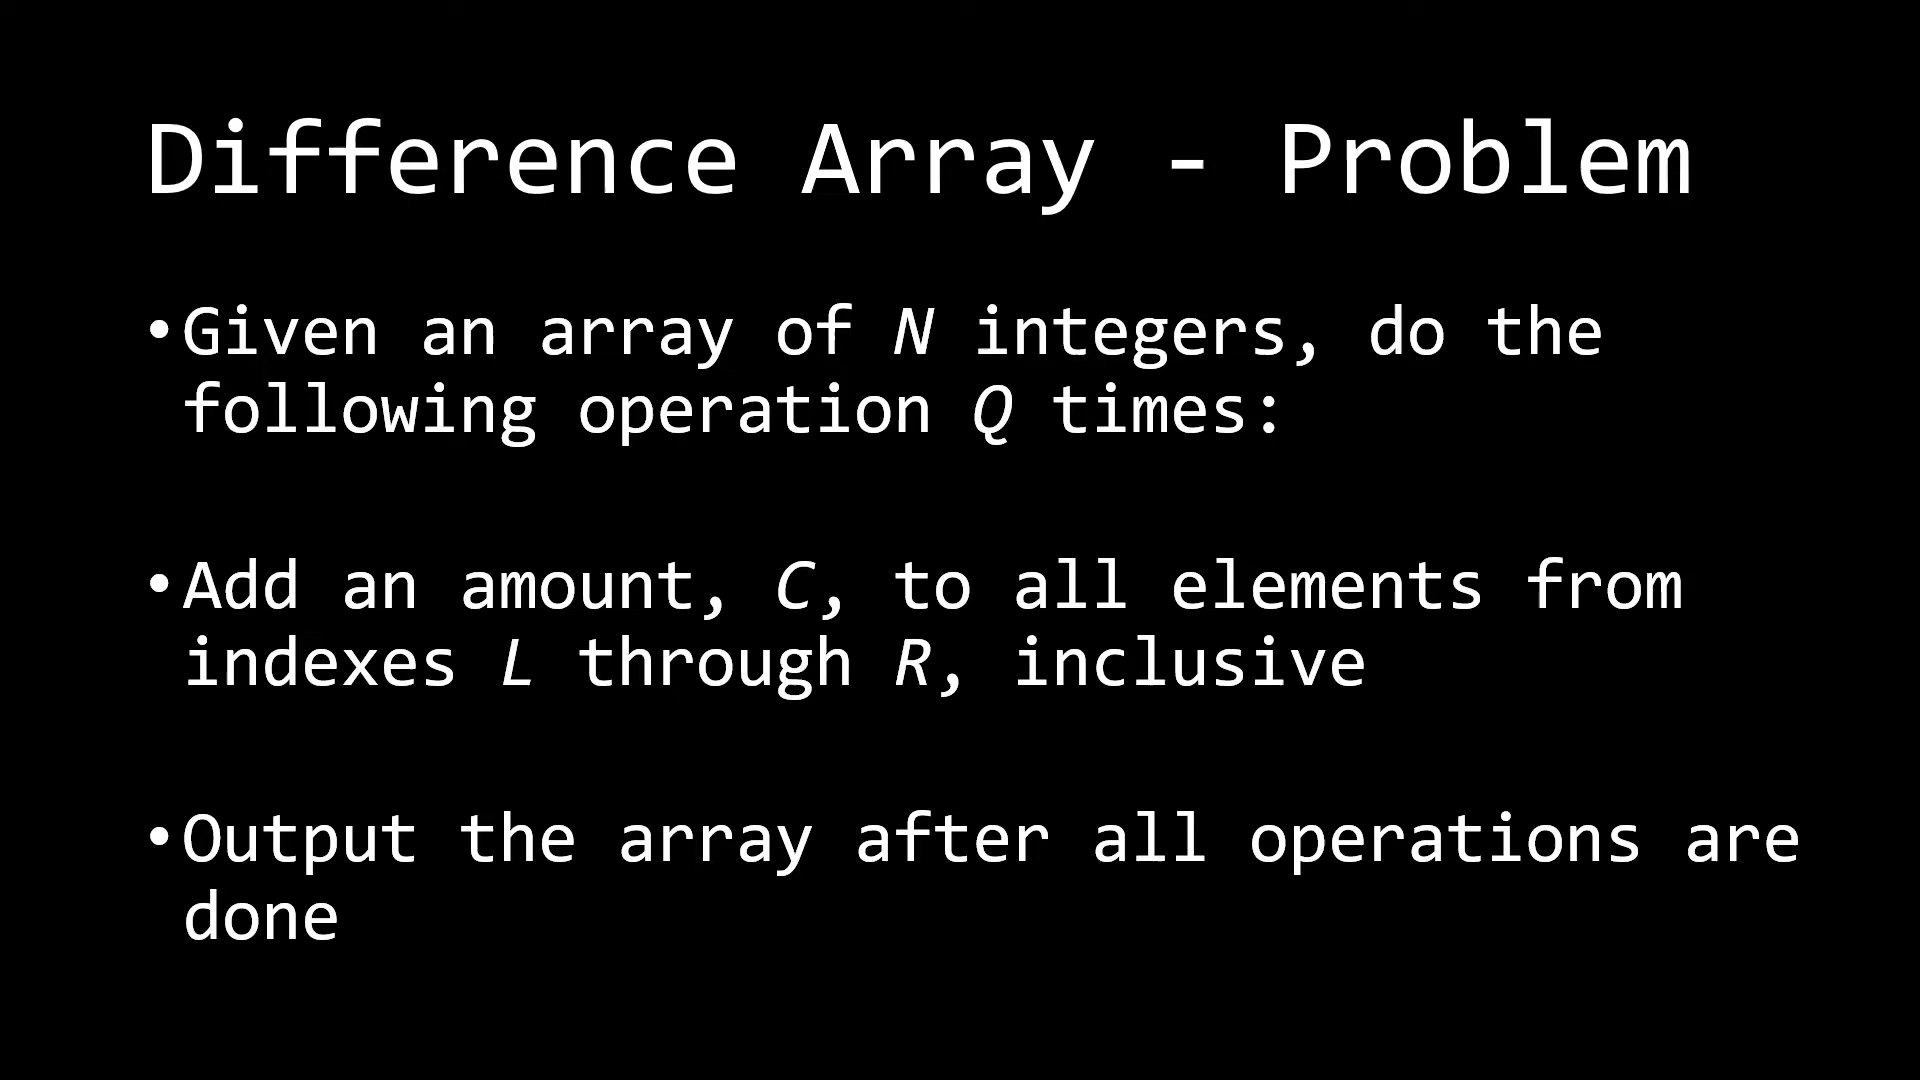 Difference Array - Problem
•Given an array of N integers, do the
following operation Q times:
•Add an amount, C, to all elements from
indexes L through R, inclusive
•Output the array after all operations are
done